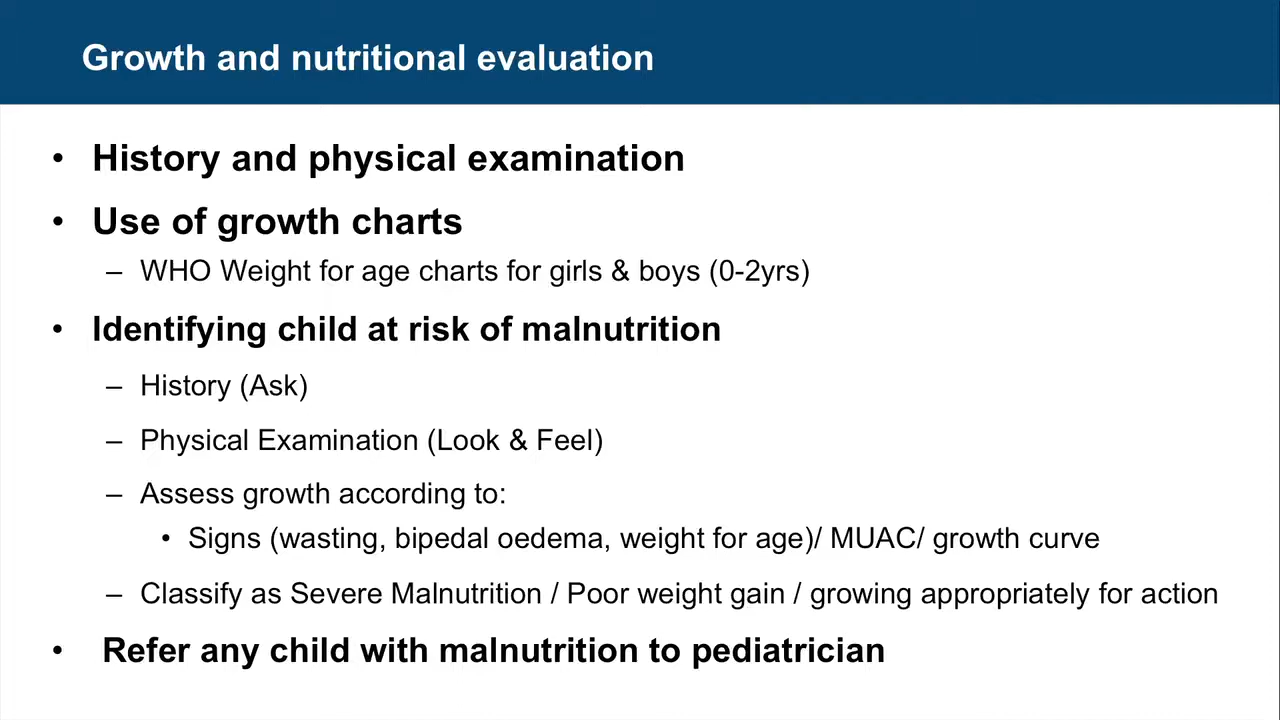 Growth and nutritional evaluation
• History and physical examination
• Use of growth charts
– WHO Weight for age charts for girls & boys (0-2yrs)
• Identifying child at risk of malnutrition
– History (Ask)
– Physical Examination (Look & Feel)
– Assess growth according to:
• Signs (wasting, bipedal oedema, weight for age)/ MUAC/ growth curve
– Classify as Severe Malnutrition / Poor weight gain / growing appropriately for action
• Refer any child with malnutrition to pediatrician